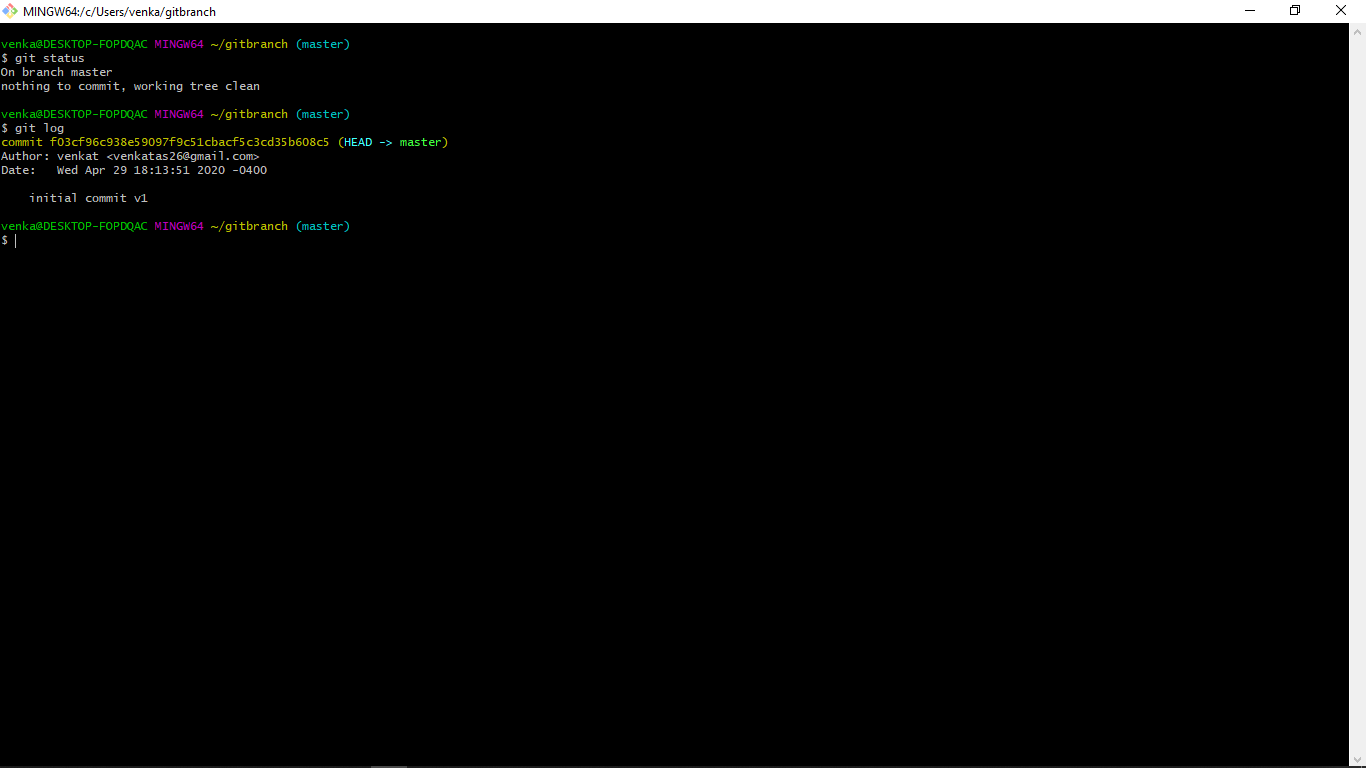 MINGW64:/c/Users/venka/gitbranch
venka@DESKTOP-FOPDQAC MINGW64 ~/gitbranch (master)
$ git status
On branch master
nothing to commit, working tree clean
venka@DESKTOP-FOPDQAC MINGW64 ~/gitbranch (master)
$ git log
commit f03cf96c938e59097f9c51cbacf5c3cd35b608c5 (HEAD -> master)
Author: venkat <venkatas26@gmail.com>
Date:   Wed Apr 29 18:13:51 2020 -0400
    initial commit v1
venka@DESKTOP-FOPDQAC MINGW64 ~/gitbranch (master)
$